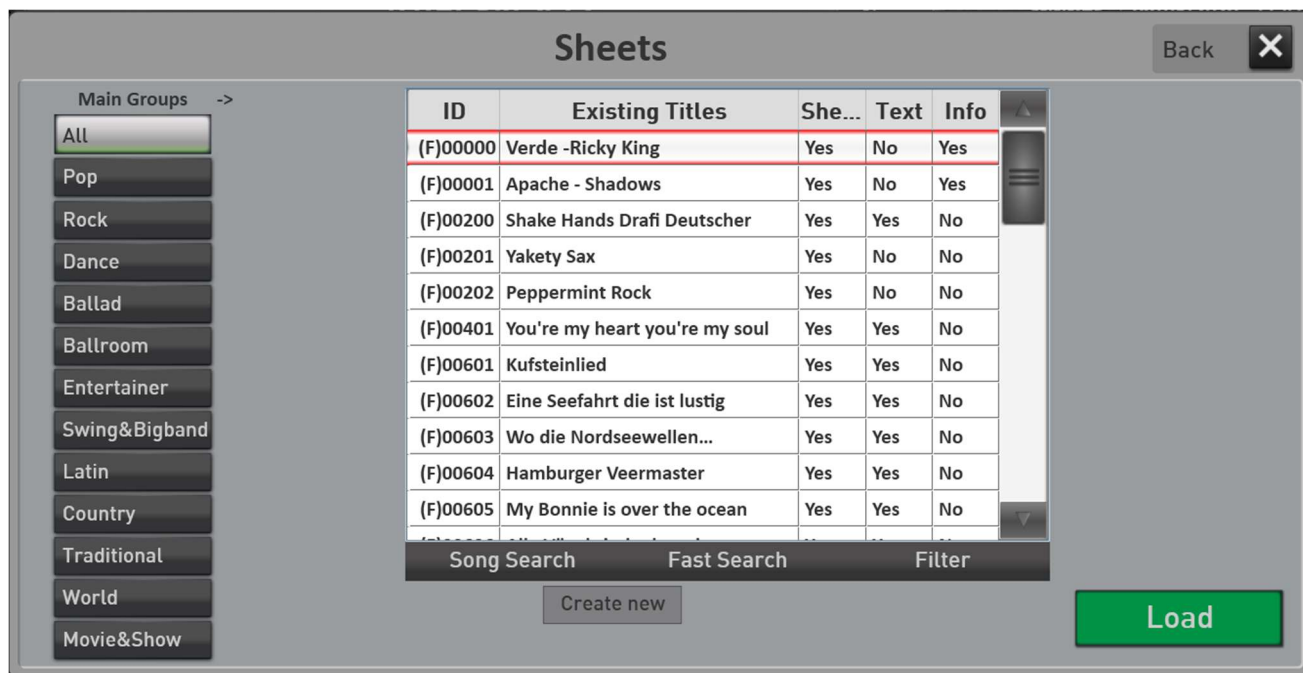 Sheets
Back
Main Groups ->
All
Pop
Rock
Dance
Ballad
Ballroom
Entertainer
Swing&Bigband
Latin
Country
Traditional
World
Movie&Show
ID Existing Titles She... Text Info
(F)00000 Verde -Ricky King Yes No Yes
(F)00001 Apache - Shadows Yes No Yes
(F)00200 Shake Hands Drafi Deutscher Yes Yes No
(F)00201 Yakety Sax Yes No No
(F)00202 Peppermint Rock Yes No No
(F)00401 You're my heart you're my soul Yes Yes No
(F)00601 Kufsteinlied Yes Yes No
(F)00602 Eine Seefahrt die ist lustig Yes Yes No
(F)00603 Wo die Nordseewellen... Yes Yes No
(F)00604 Hamburger Veermaster Yes Yes No
(F)00605 My Bonnie is over the ocean Yes Yes No
Song Search Fast Search Filter
Create new
Load